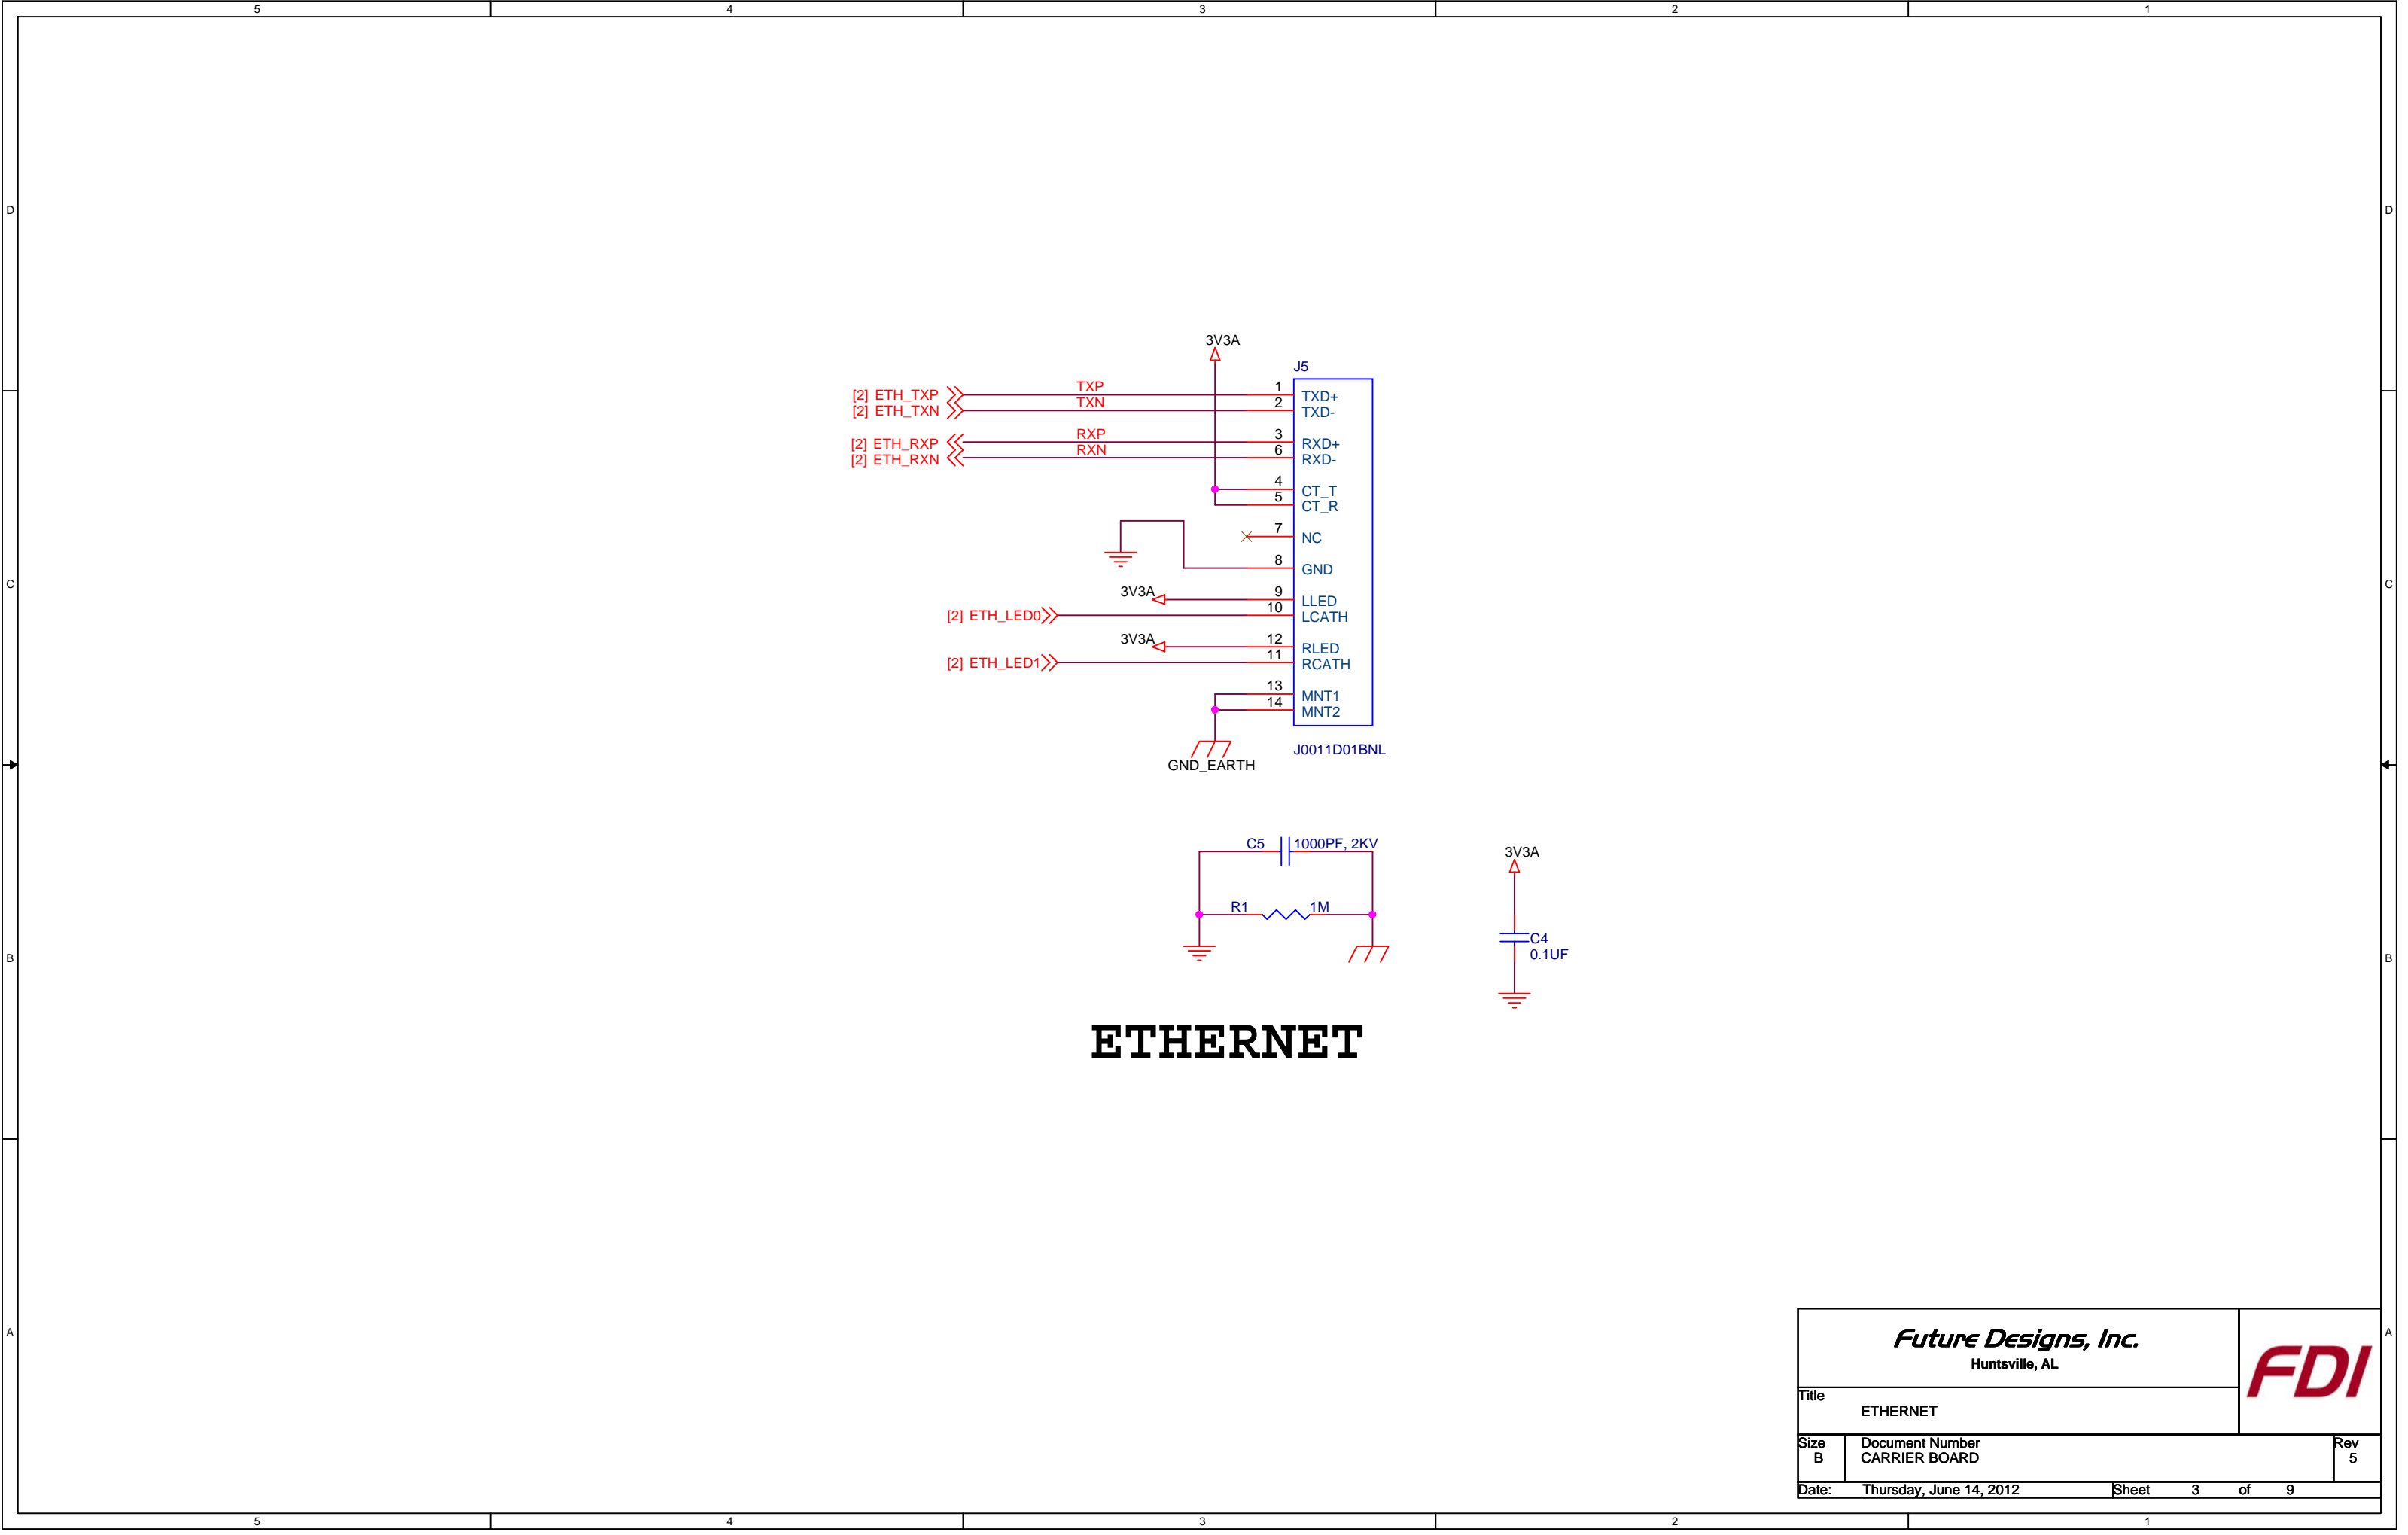 5 4 3 2 1
D D
3V3A
J5
[2] ETH_TXP TXP 1 TXD+
[2] ETH_TXN TXN 2 TXD-
[2] ETH_RXP RXP 3 RXD+
[2] ETH_RXN RXN 6 RXD-
4 CT_T
5 CT_R
7 NC
8 GND
C C
3V3A 9 LLED
[2] ETH_LED0 10 LCATH
3V3A 12 RLED
[2] ETH_LED1 11 RCATH
13 MNT1
14 MNT2
J0011D01BNL
GND_EARTH
C5 1000PF, 2KV
3V3A
R1 1M
C4
0.1UF
B B
ETHERNET
A A
Future Designs, Inc.
Huntsville, AL
FDI
Title
ETHERNET
Size Document Number Rev
B CARRIER BOARD 5
Date: Thursday, June 14, 2012 Sheet 3 of 9
5 4 3 2 1